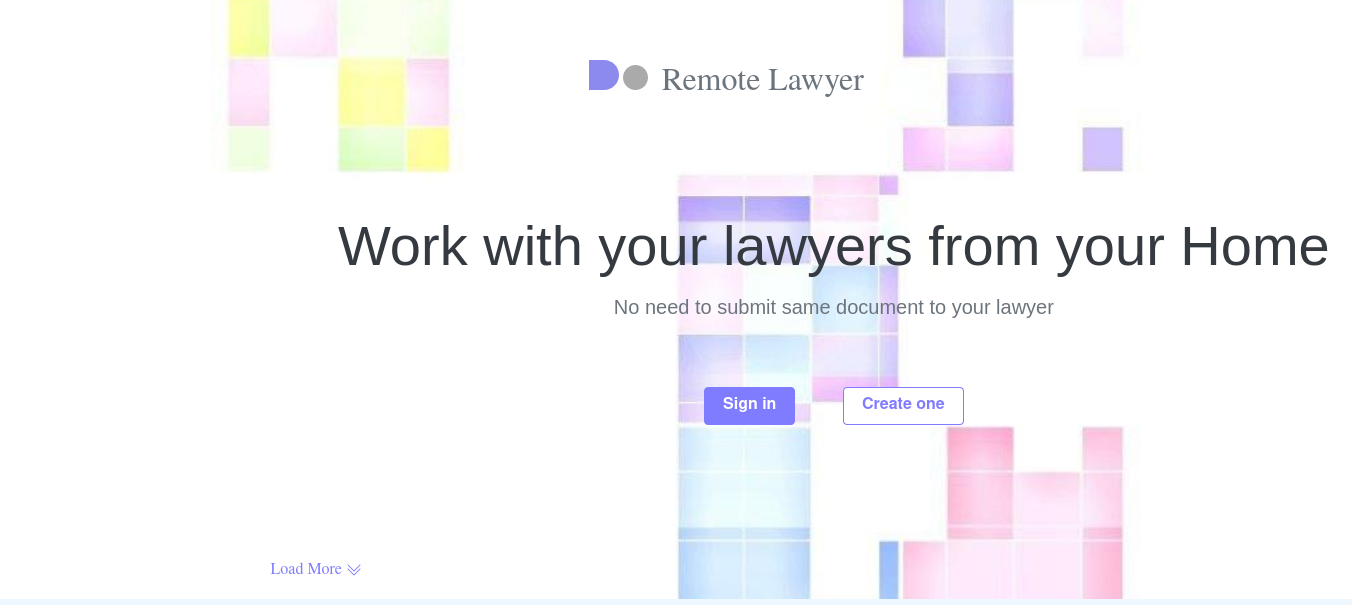 Remote Lawyer
Work with your lawyers from your Home
No need to submit same document to your lawyer
Sign in
Create one
Load More